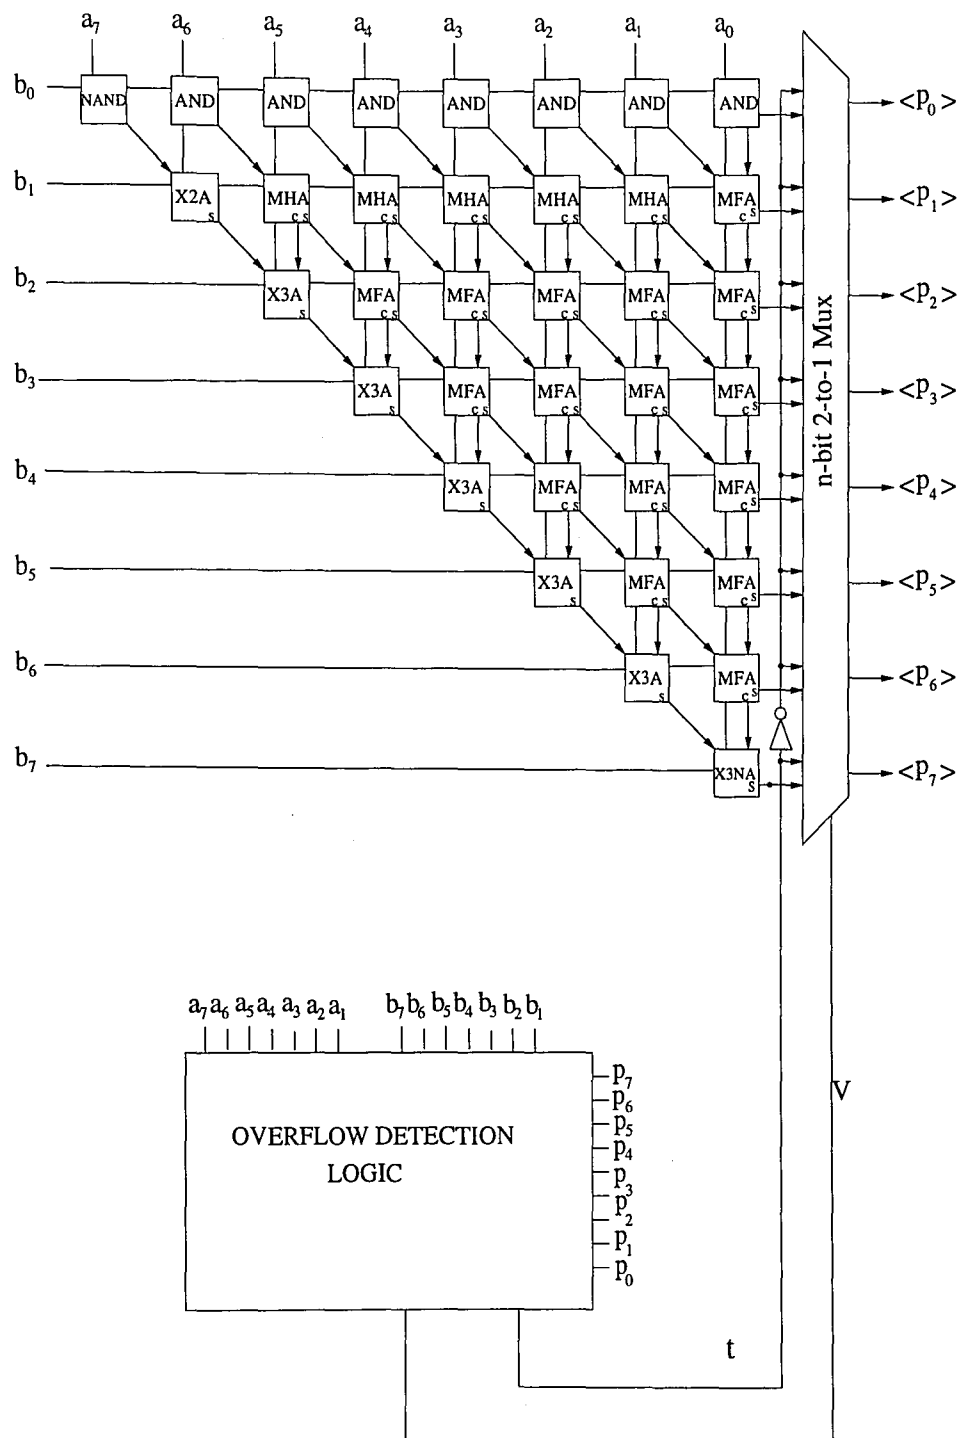 a7 a6 a5 a4 a3 a2 a1 a0
b0 NAND AND AND AND AND AND AND AND <p0>
b1 X2A s MHA c s MHA c s MHA c s MHA c s MHA c s MFA c s <p1>
b2 X3A s MFA c s MFA c s MFA c s MFA c s MFA c s <p2>
n-bit 2-to-1 Mux
b3 X3A s MFA c s MFA c s MFA c s MFA c s <p3>
b4 X3A s MFA c s MFA c s MFA c s <p4>
b5 X3A s MFA c s MFA c s <p5>
b6 X3A s MFA c s <p6>
b7 X3NA s <p7>
a7 a6 a5 a4 a3 a2 a1 b7 b6 b5 b4 b3 b2 b1
p7
V
p6
p5
OVERFLOW DETECTION
p4
LOGIC
p3
p2
p1
p0
t